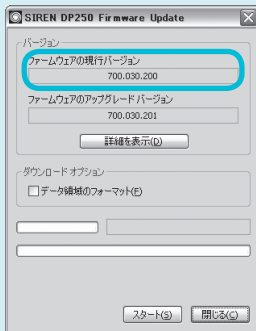 SIREN DP250 Firmware Update
バージョン
ファームウェアの現行バージョン
700.030.200
ファームウェアのアップグレード バージョン
700.030.201
詳細を表示(D)
ダウンロード オプション
データ領域のフォーマット(F)
スタート(S) 閉じる(C)